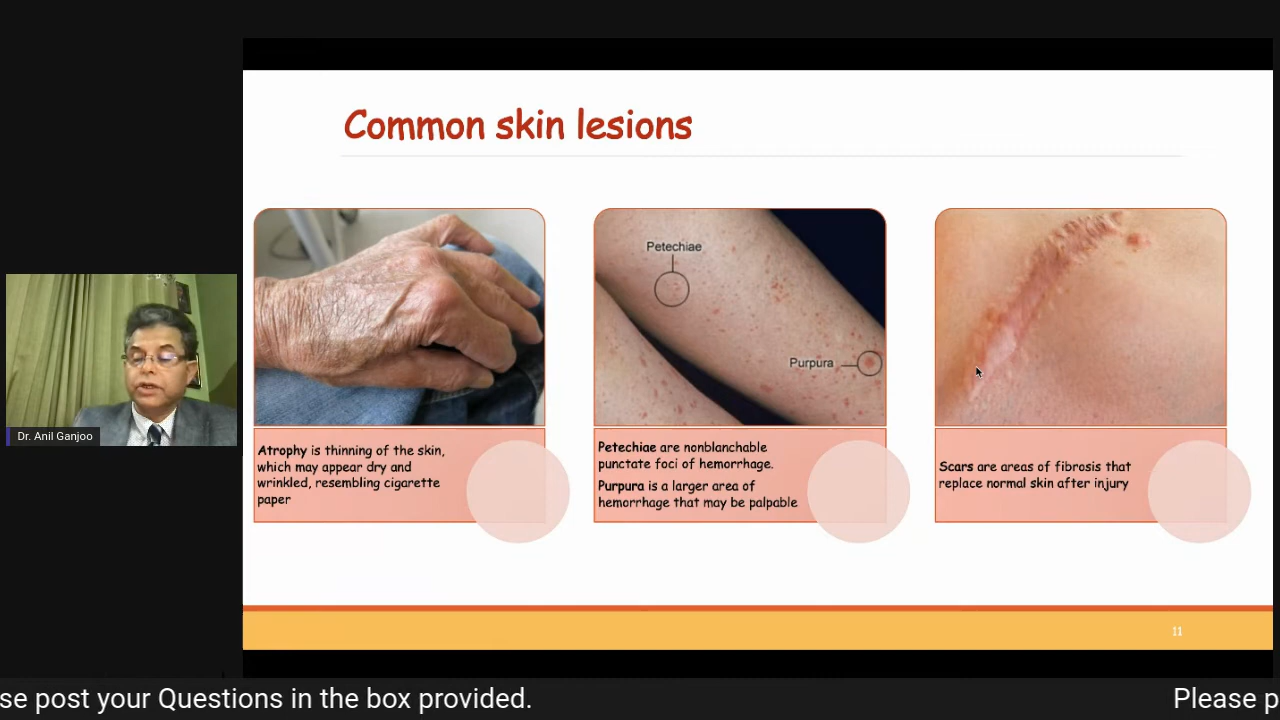 Common skin lesions
Petechiae
Purpura
Atrophy is thinning of the skin,
which may appear dry and
wrinkled, resembling cigarette
paper
Petechiae are nonblanchable
punctate foci of hemorrhage.
Purpura is a larger area of
hemorrhage that may be palpable
Scars are areas of fibrosis that
replace normal skin after injury
Dr. Anil Ganjoo
11
se post your Questions in the box provided.
Please p